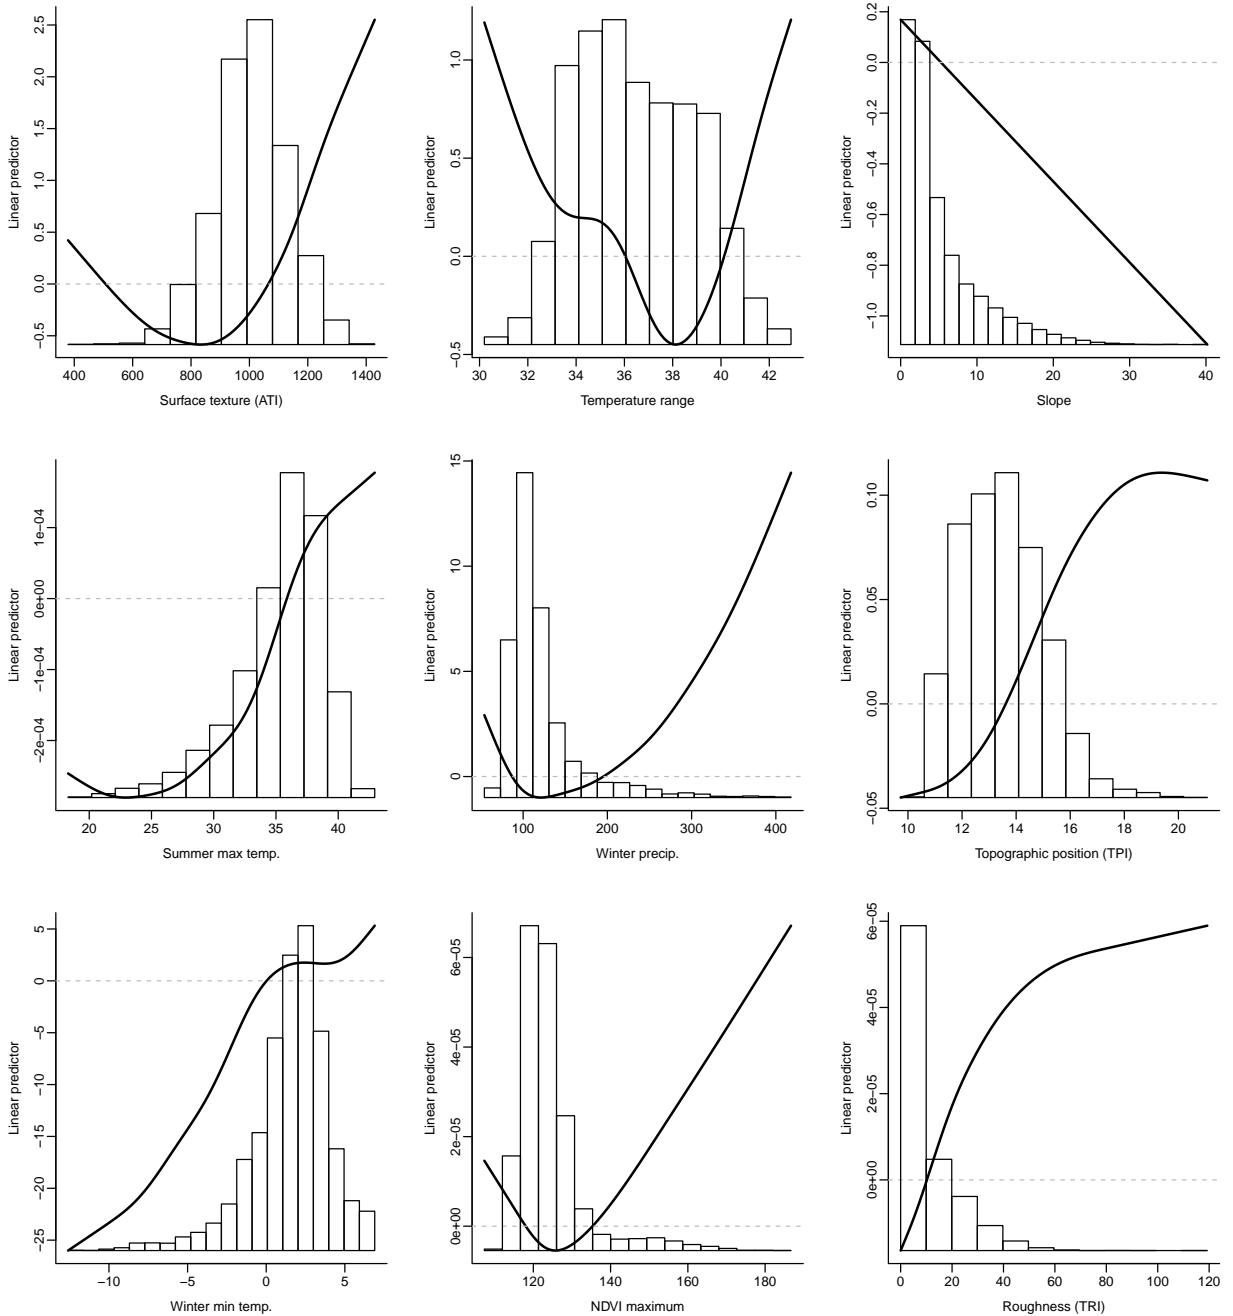 Linear predictor
−0.5 0.0 0.5 1.0 1.5 2.0 2.5
400 600 800 1000 1200 1400
Surface texture (ATI)
Linear predictor
−0.5 0.0 0.5 1.0
30 32 34 36 38 40 42
Temperature range
Linear predictor
−1.0 −0.8 −0.6 −0.4 −0.2 0.0 0.2
0 10 20 30 40
Slope
Linear predictor
−2e−04 −1e−04 0e+00 1e−04
20 25 30 35 40
Summer max temp.
Linear predictor
0 5 10 15
100 200 300 400
Winter precip.
Linear predictor
−0.05 0.00 0.05 0.10
10 12 14 16 18 20
Topographic position (TPI)
Linear predictor
−25 −20 −15 −10 −5 0 5
−10 −5 0 5
Winter min temp.
Linear predictor
0e+00 2e−05 4e−05 6e−05
120 140 160 180
NDVI maximum
Linear predictor
0e+00 2e−05 4e−05 6e−05
0 20 40 60 80 100 120
Roughness (TRI)